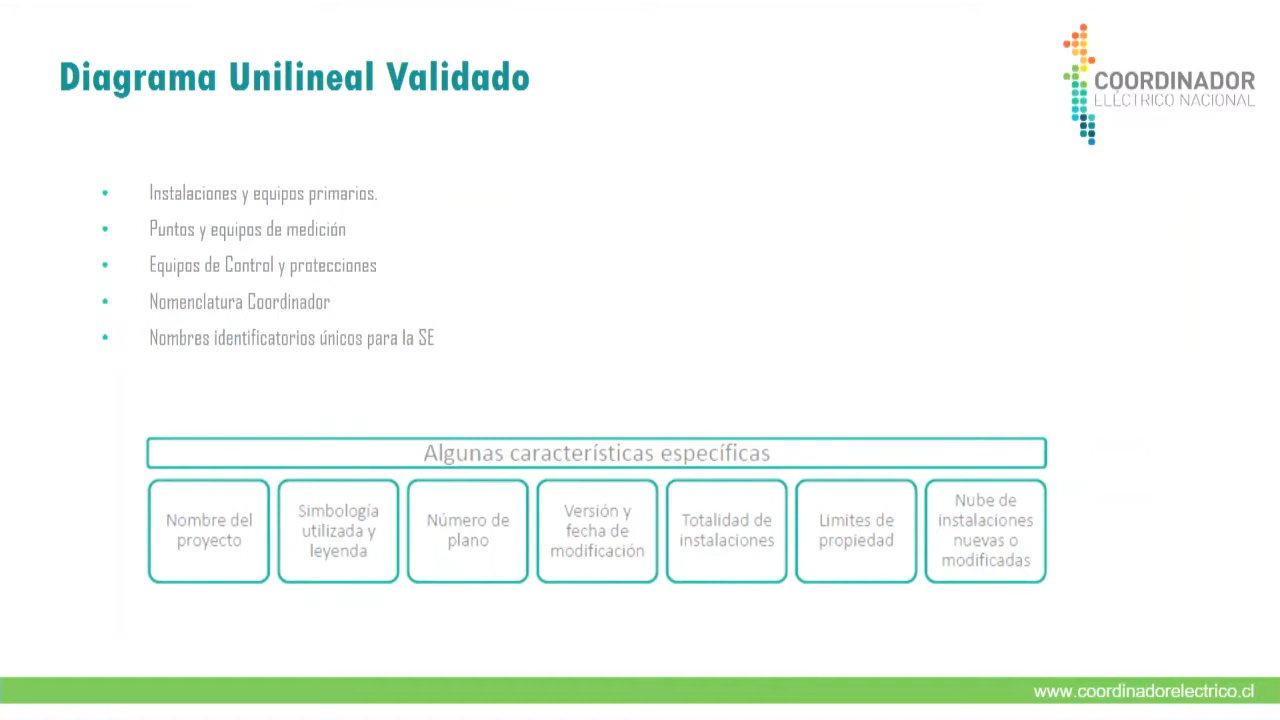 Diagrama Unilineal Validado
COORDINADOR
ELÉCTRICO NACIONAL
• Instalaciones y equipos primarios.
• Puntos y equipos de medición
• Equipos de Control y protecciones
• Nomenclatura Coordinador
• Nombres identificatorios únicos para la SE
Algunas características específicas
Nombre del
proyecto
Simbología
utilizada y
leyenda
Número de
plano
Versión y
fecha de
modificación
Totalidad de
instalaciones
Limites de
propiedad
Nube de
instalaciones
nuevas o
modificadas
www.coordinadorelectrico.cl